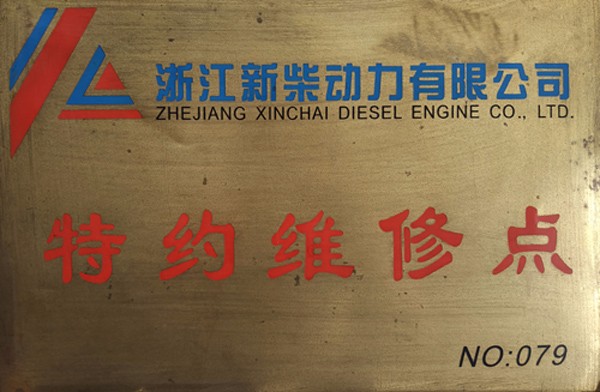 浙江新柴动力有限公司
ZHEJIANG XINCHAI DIESEL ENGINE CO., LTD.
特约维修点
NO:079